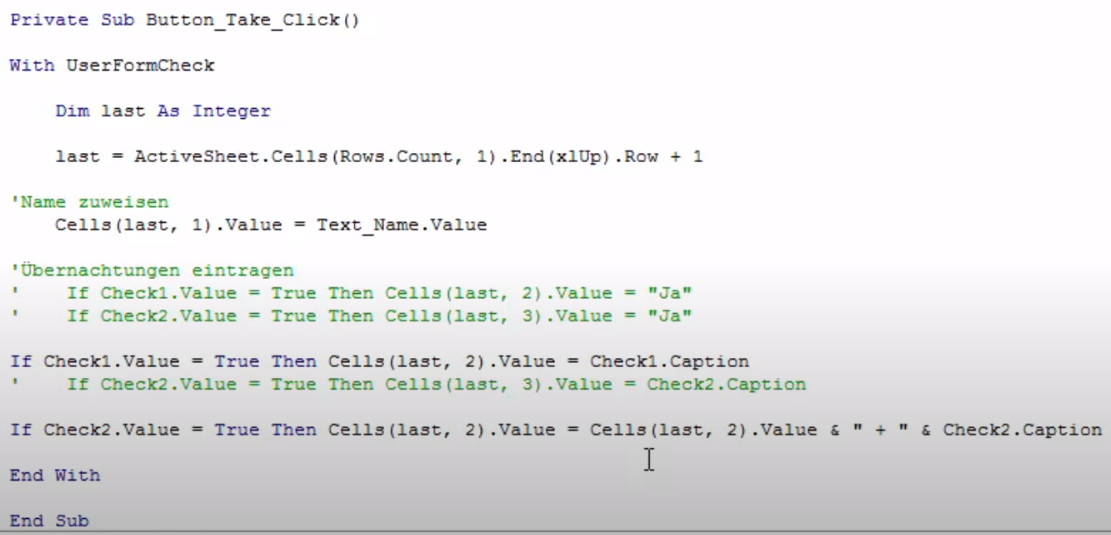 Private Sub Button_Take_Click()
With UserFormCheck
Dim last As Integer
last = ActiveSheet.Cells(Rows.Count, 1).End(xlUp).Row + 1
'Name zuweisen
Cells(last, 1).Value = Text_Name.Value
'Übernachtungen eintragen
'    If Check1.Value = True Then Cells(last, 2).Value = "Ja"
'    If Check2.Value = True Then Cells(last, 3).Value = "Ja"
If Check1.Value = True Then Cells(last, 2).Value = Check1.Caption
'    If Check2.Value = True Then Cells(last, 3).Value = Check2.Caption
If Check2.Value = True Then Cells(last, 2).Value = Cells(last, 2).Value & " + " & Check2.Caption
End With
End Sub